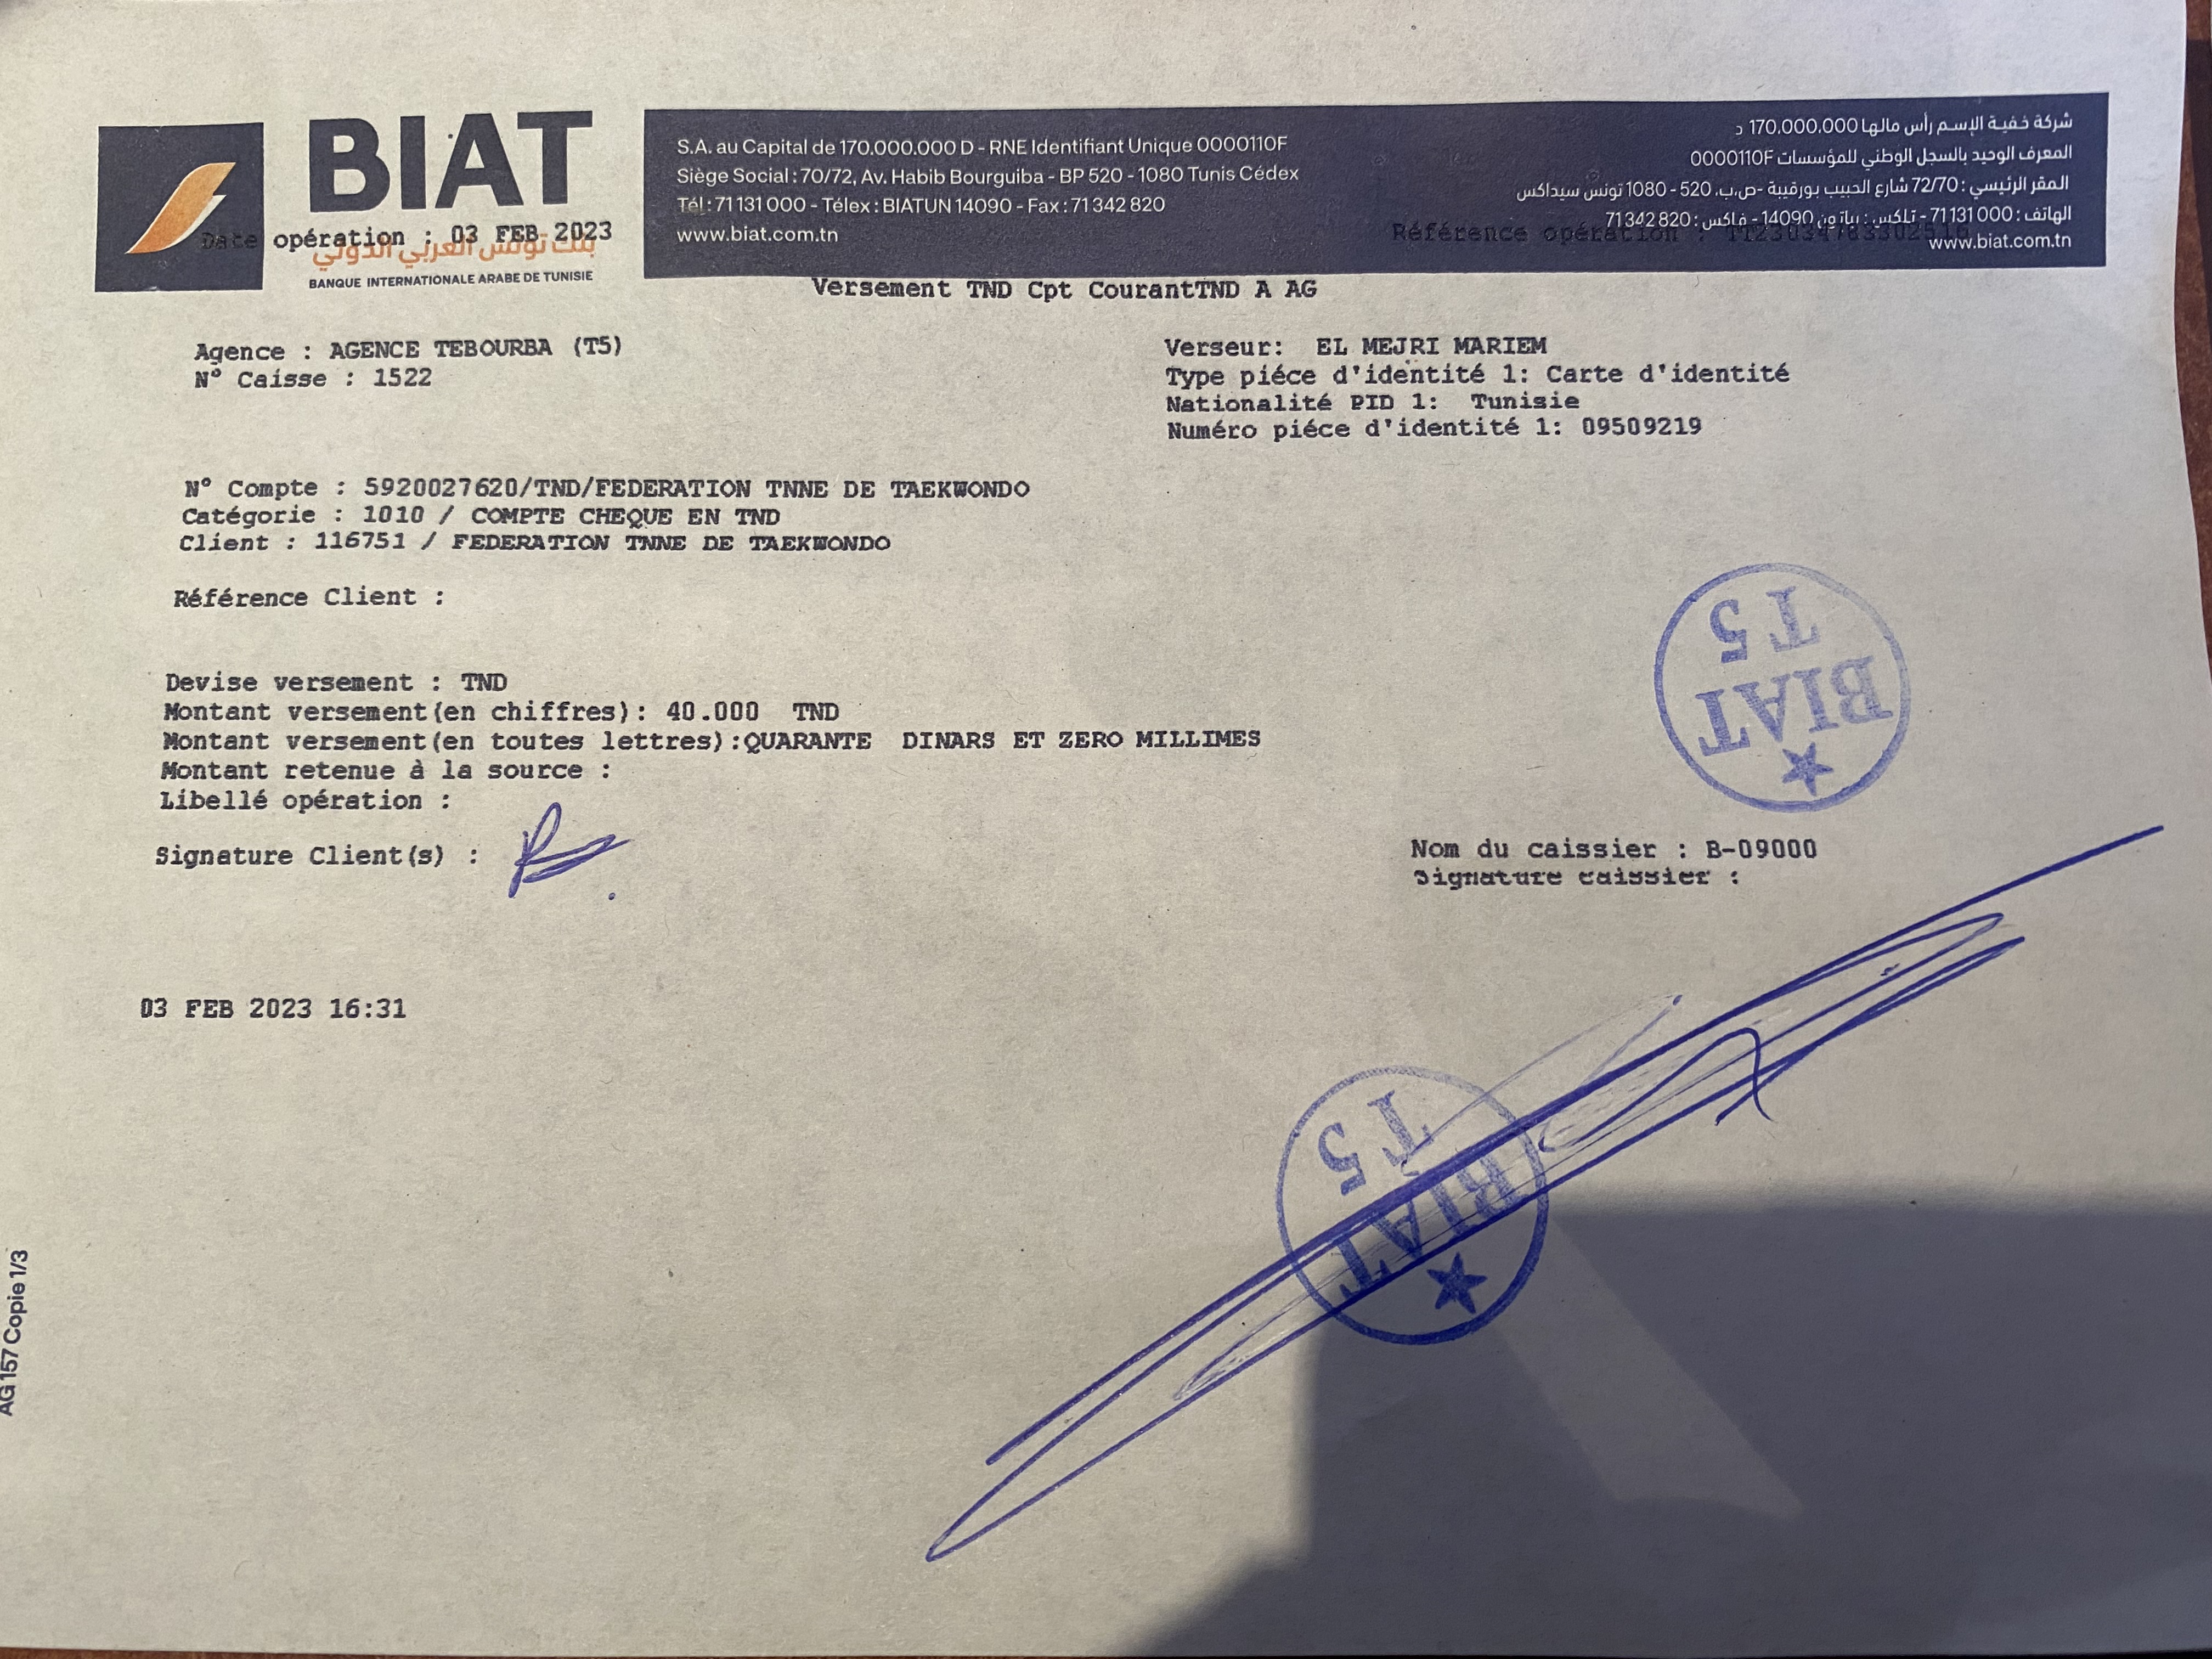 BIAT
بنك تونس العربي الدولي
BANQUE INTERNATIONALE ARABE DE TUNISIE
S.A. au Capital de 170.000.000 D - RNE Identifiant Unique 0000110F
Siège Social : 70/72, Av. Habib Bourguiba - BP 520 - 1080 Tunis Cédex
Tél : 71 131 000 - Télex : BIATUN 14090 - Fax : 71 342 820
www.biat.com.tn
شركة خفية الإسم رأس مالها 170.000.000 د
المعرف الوحيد بالسجل الوطني للمؤسسات 0000110F
المقر الرئيسي : 72/70 شارع الحبيب بورقيبة -ص.ب. 520 - 1080 تونس سيداكس
الهاتف : 71131 000 - تلكس : بياتون 14090 - فاكس : 71 342 820
www.biat.com.tn
Date opération : 03 FEB 2023
Référence opération :
Versement TND Cpt CourantTND A AG
Agence : AGENCE TEBOURBA (T5)
N° Caisse : 1522
Verseur: EL MEJRI MARIEM
Type piéce d'identité 1: Carte d'identité
Nationalité PID 1: Tunisie
Numéro piéce d'identité 1: 09509219
N° Compte : 5920027620/TND/FEDERATION TNNE DE TAEKWONDO
Catégorie : 1010 / COMPTE CHEQUE EN TND
Client : 116751 / FEDERATION TNNE DE TAEKWONDO
Référence Client :
BIAT
T5
Devise versement : TND
Montant versement(en chiffres): 40.000 TND
Montant versement(en toutes lettres):QUARANTE DINARS ET ZERO MILLIMES
Montant retenue à la source :
Libellé opération :
Signature Client(s) :
Nom du caissier : B-09000
Signature caissier :
03 FEB 2023 16:31
BIAT
T5
AG 157 Copie 1/3